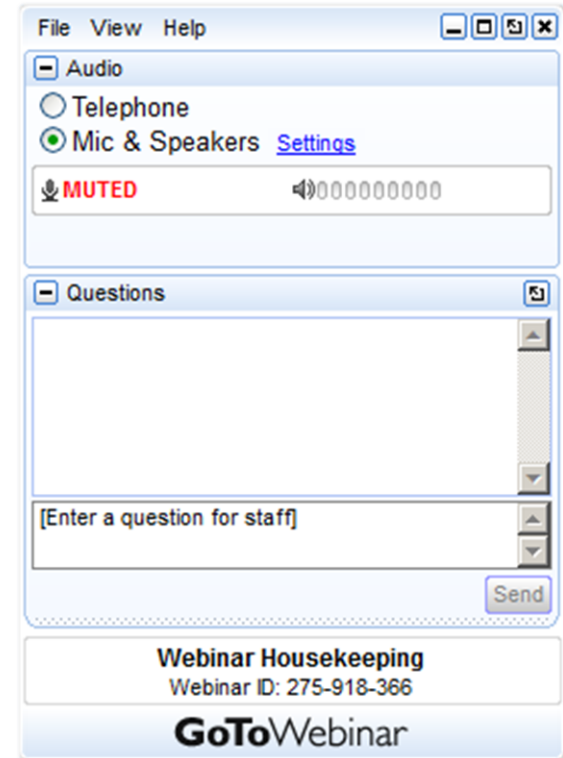 File View Help
Audio
Telephone
Mic & Speakers Settings
MUTED
Questions
[Enter a question for staff]
Send
Webinar Housekeeping
Webinar ID: 275-918-366
GoToWebinar